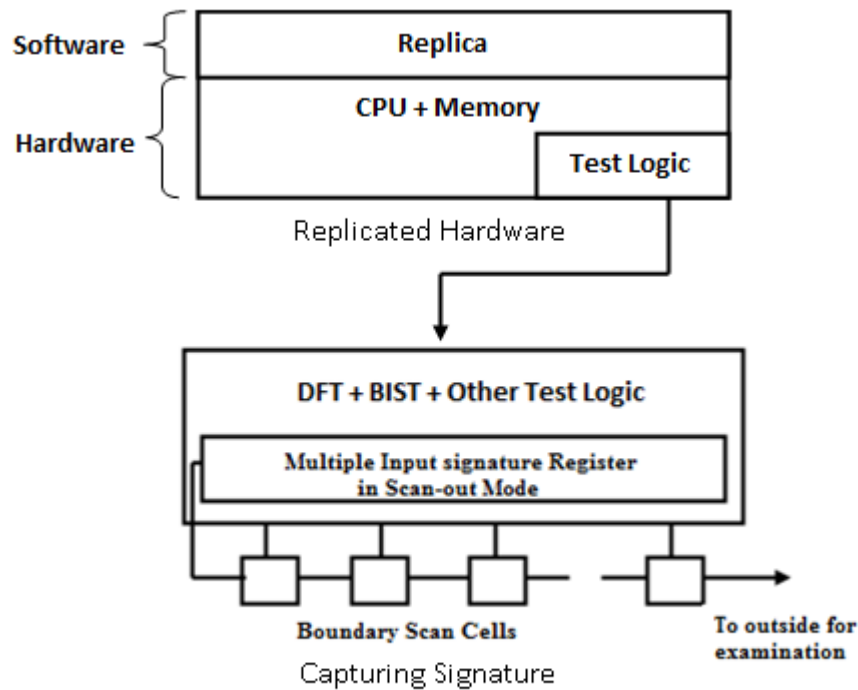 Software
Replica
CPU + Memory
Hardware
Test Logic
Replicated Hardware
DFT + BIST + Other Test Logic
Multiple Input signature Register
in Scan-out Mode
Boundary Scan Cells
To outside for
examination
Capturing Signature